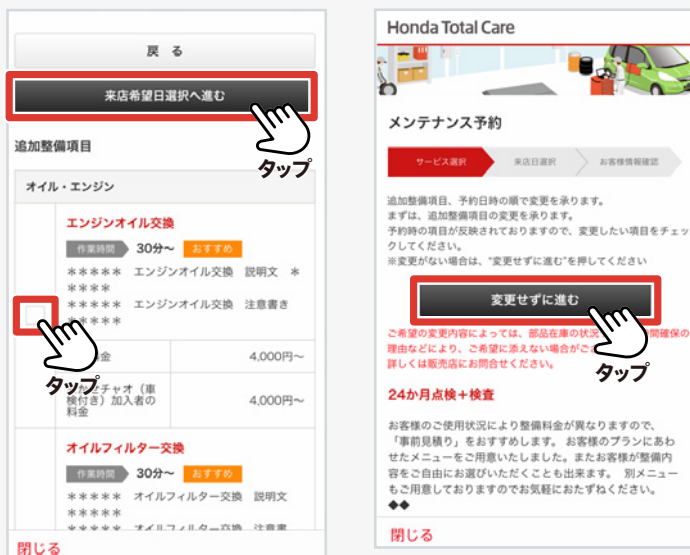 戻 る
来店希望日選択へ進む
タップ
追加整備項目
オイル・エンジン
エンジンオイル交換
作業時間 30分～ おすすめ
＊＊＊＊＊ エンジンオイル交換 説明文 ＊
＊＊＊＊
＊＊＊＊＊ エンジンオイル交換 注意書き
＊＊＊＊＊
金 4,000円～
タップ
せチャオ（車
検付き）加入者の
料金
4,000円～
オイルフィルター交換
作業時間 30分～ おすすめ
＊＊＊＊＊ オイルフィルター交換 説明文
＊＊＊＊＊
＊＊＊＊＊ オイルフィルター交換 注意書
閉じる
Honda Total Care
メンテナンス予約
サービス選択 来店日選択 お客様情報確認
追加整備項目、予約日時の順で変更を承ります。
まずは、追加整備項目の変更を承ります。
予約時の項目が反映されておりますので、変更したい項目をチェッ
クしてください。
※変更がない場合は、"変更せずに進む"を押してください
変更せずに進む
ご希望の変更内容によっては、部品在庫の状況 間確保の
理由などにより、ご希望に添えない場合がござ
詳しくは販売店にお問合せください。
タップ
24か月点検＋検査
お客様のご使用状況により整備料金が異なりますので、
「事前見積り」をおすすめします。 お客様のプランにあわ
せたメニューをご用意いたしました。またお客様が整備内
容をご自由にお選びいただくことも出来ます。 別メニュー
もご用意しておりますのでお気軽におたずねください。
◆◆
閉じる